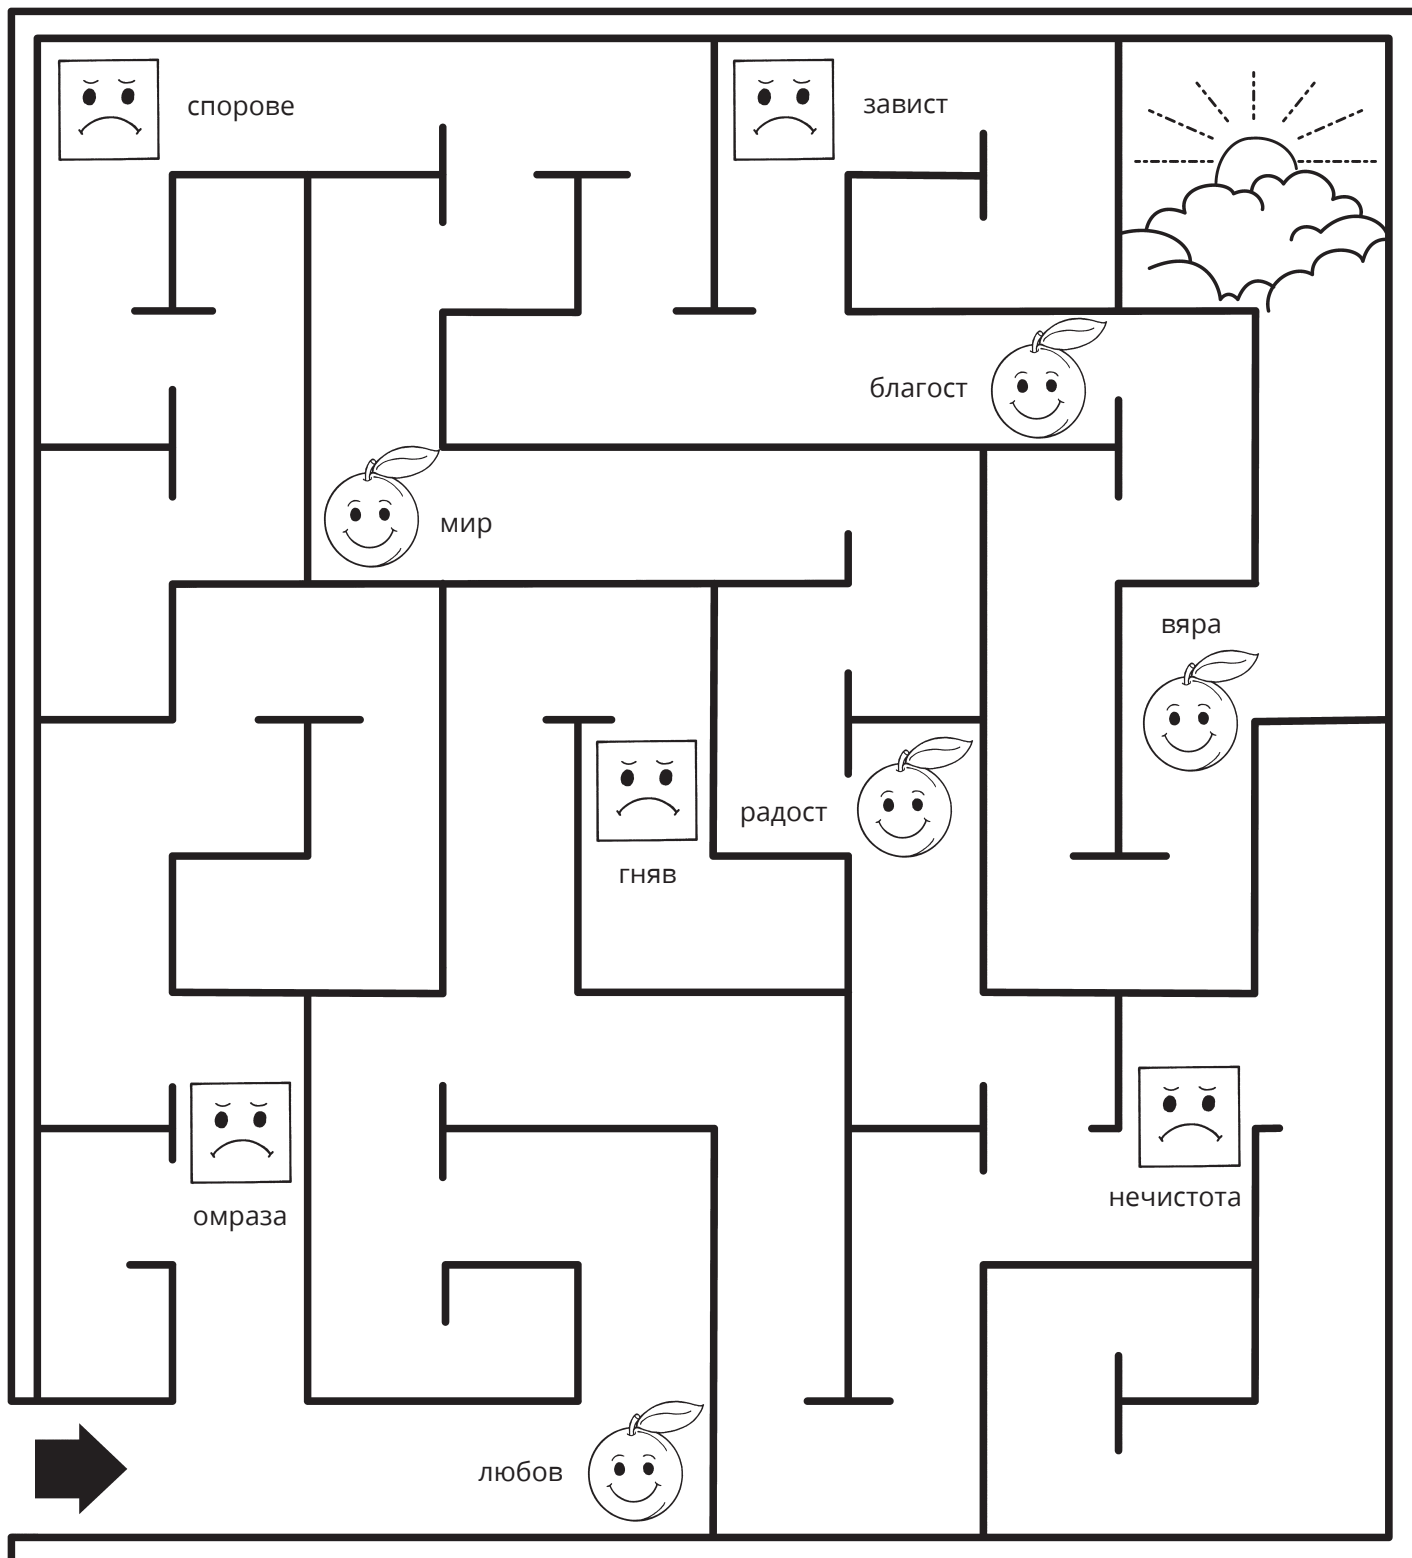 спорове
завист
благост
мир
вяра
радост
гняв
омраза
нечистота
любов